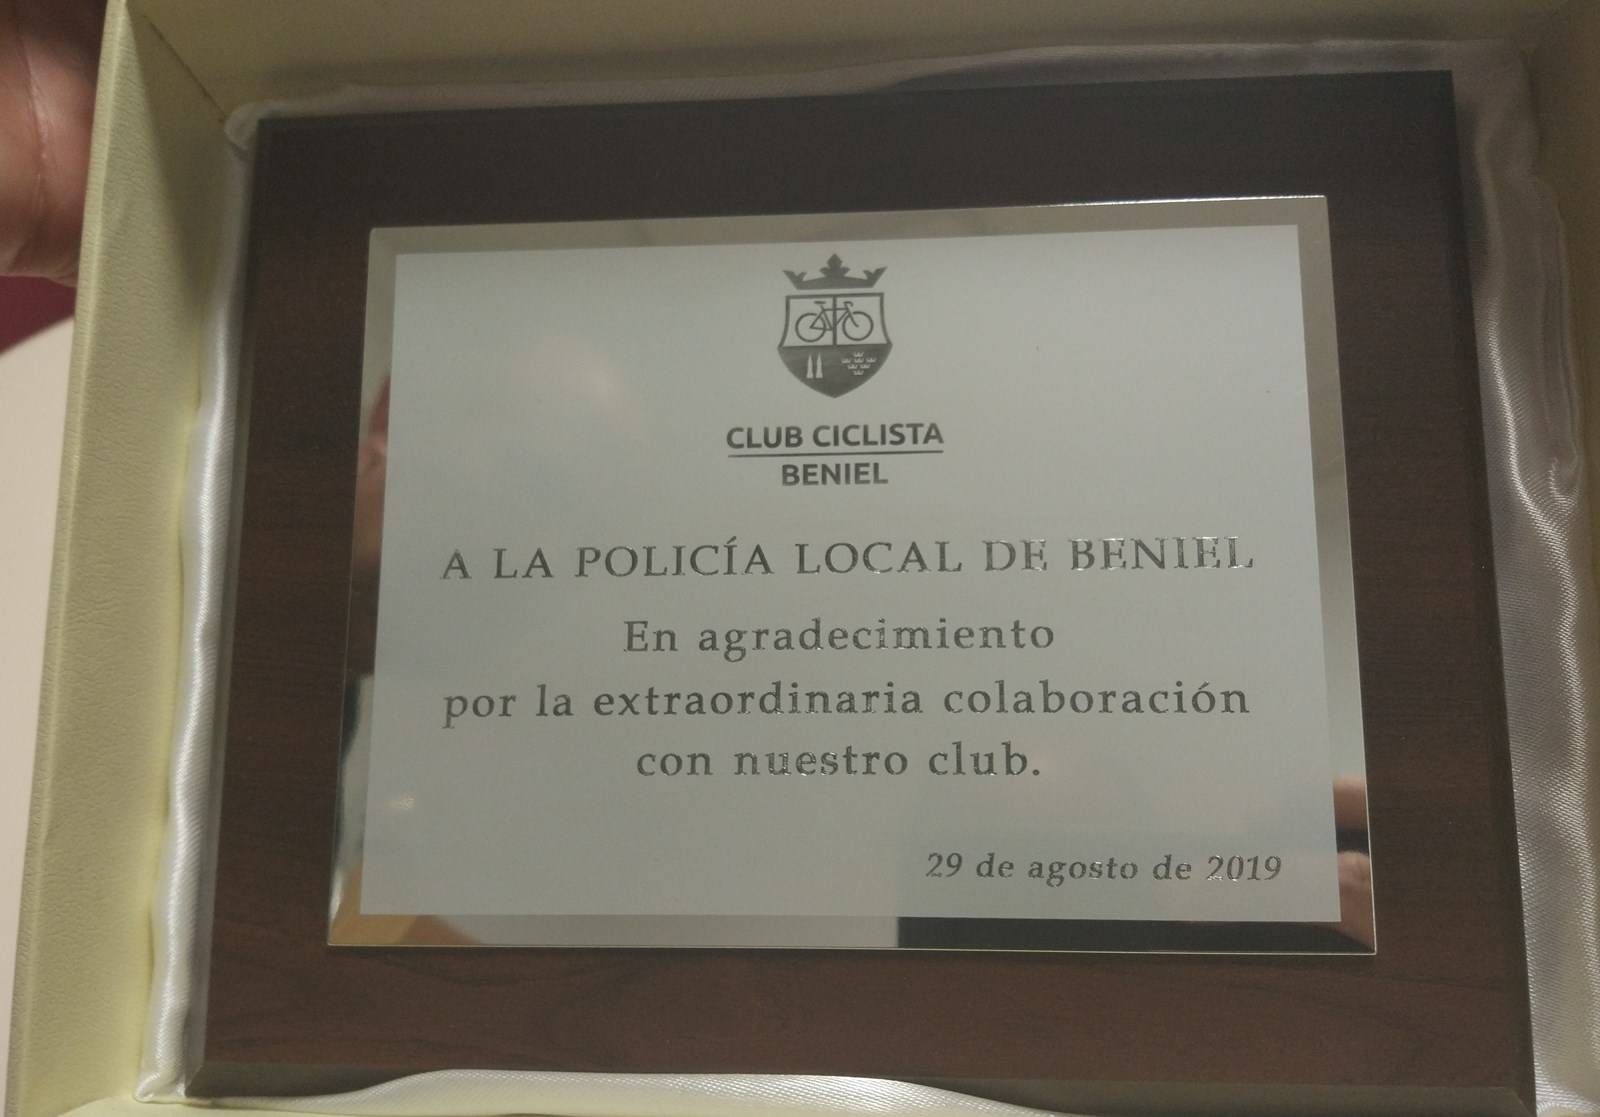 CLUB CICLISTA
BENIEL
A LA POLICÍA LOCAL DE BENIEL
En agradecimiento
por la extraordinaria colaboración
con nuestro club.
29 de agosto de 2019